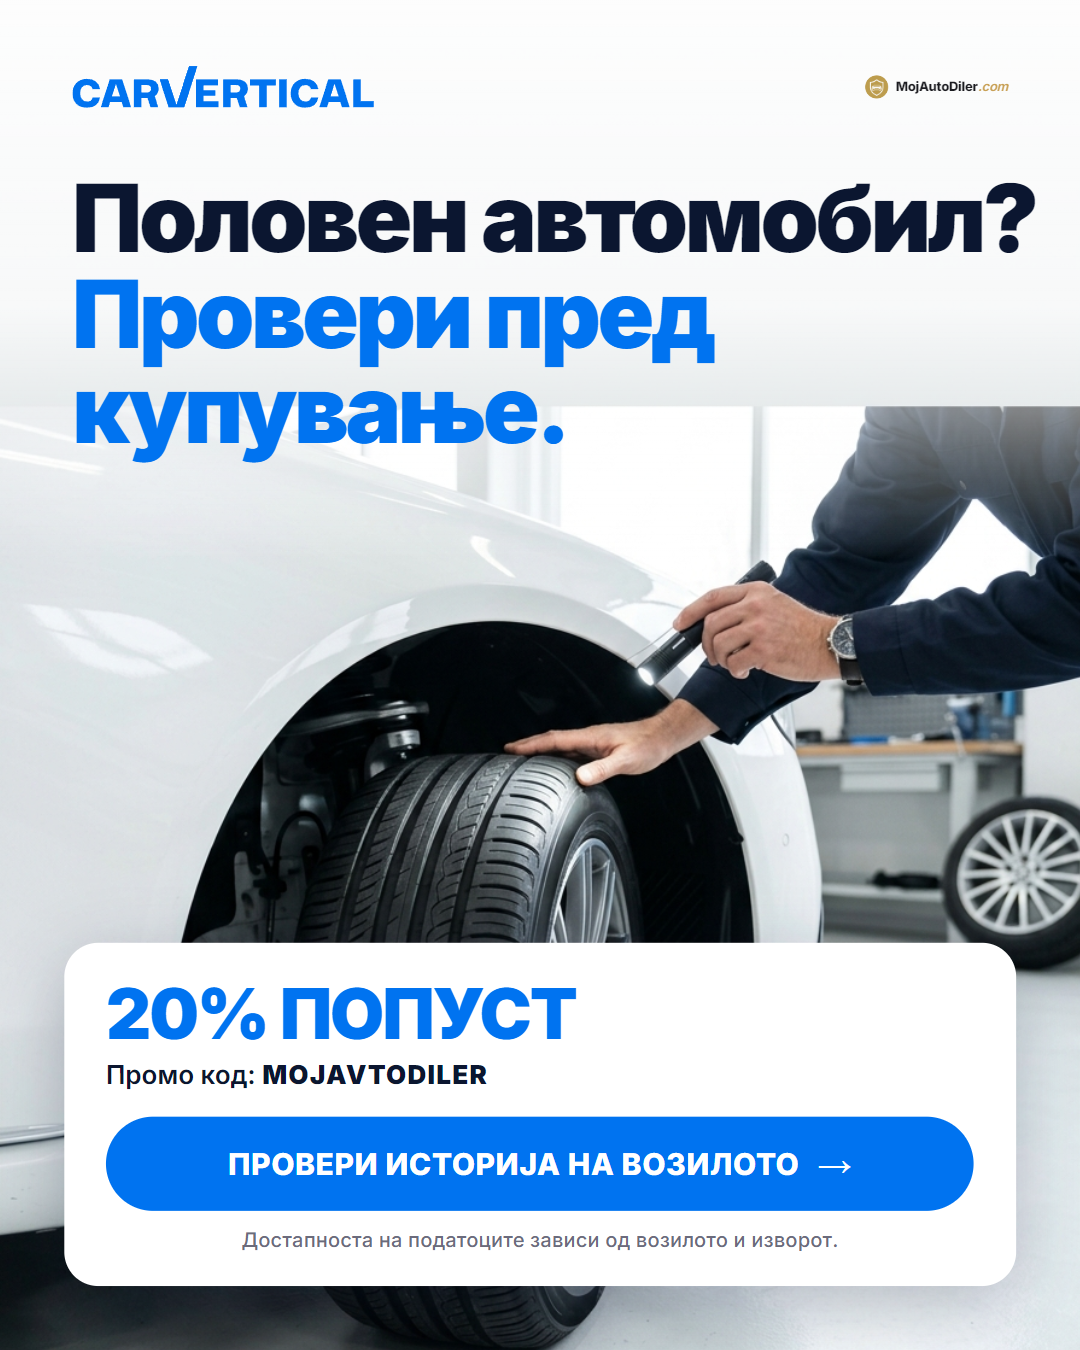 CARVERTICAL
MojAutoDiler.com
Половен автомобил?
Провери пред
купување.
20% ПОПУСТ
Промо код: MOJAVTODILER
ПРОВЕРИ ИСТОРИЈА НА ВОЗИЛОТО →
Достапноста на податоците зависи од возилото и изворот.